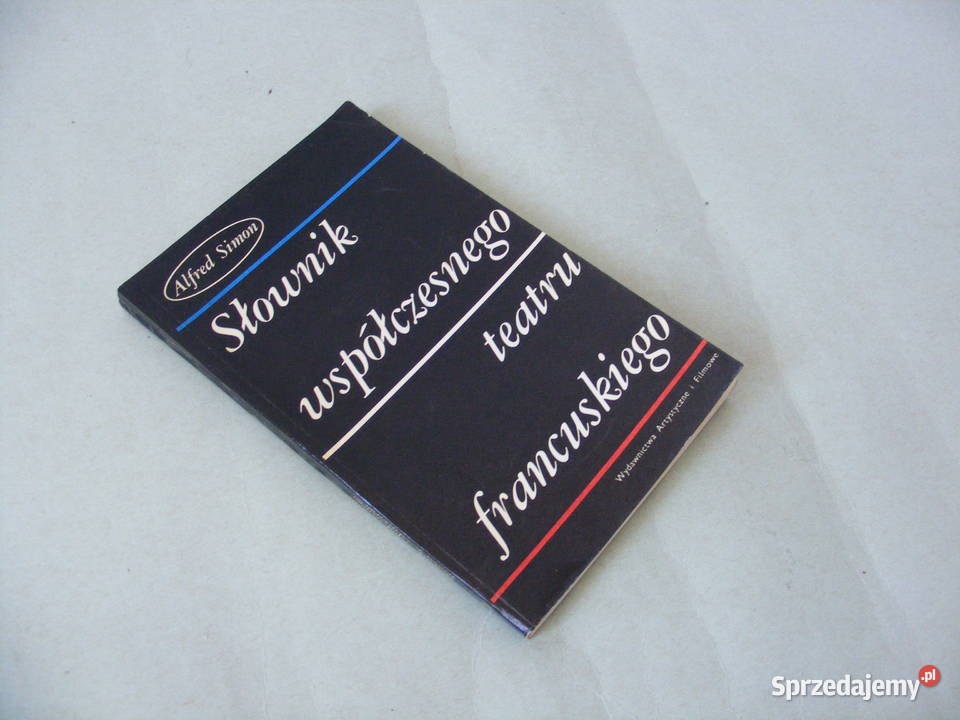 Alfred Simon
Słownik
współczesnego
teatru
francuskiego
Wydawnictwa Artystyczne i Filmowe
Sprzedajemy.pl